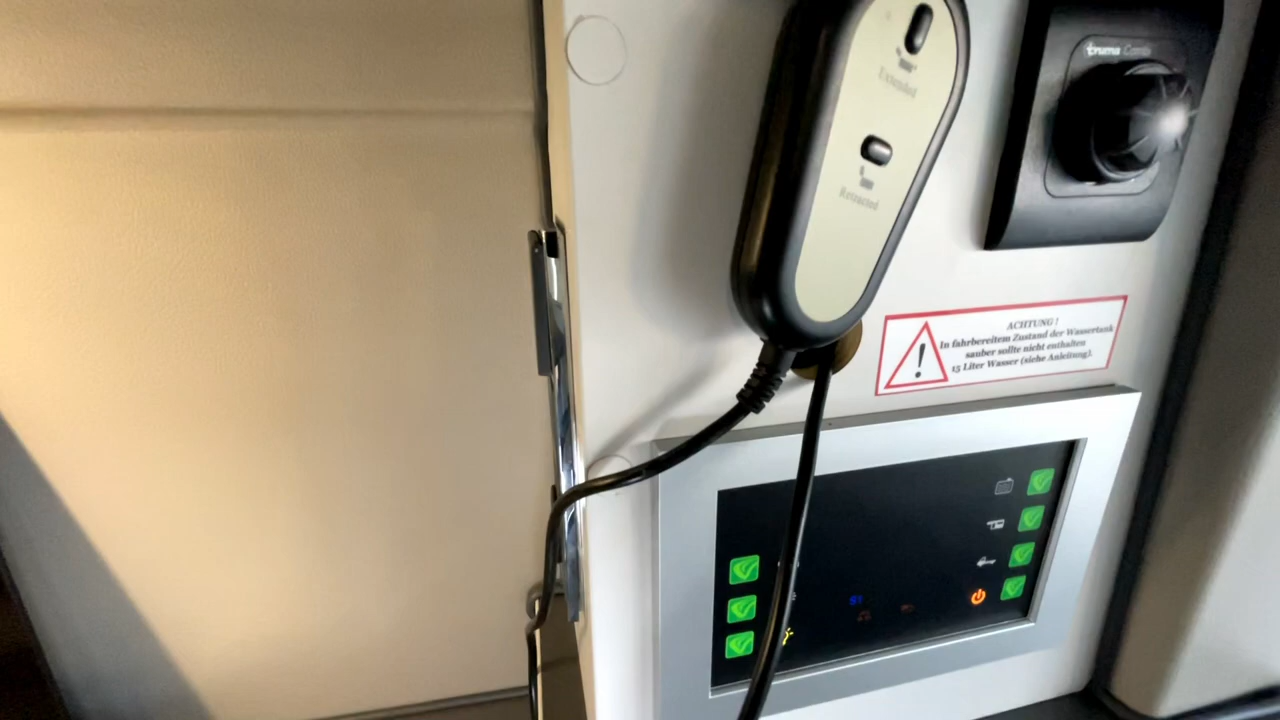 Extended
Retracted
truma Combi
ACHTUNG !
In fahrbereitem Zustand der Wassertank
sauber sollte nicht enthalten
15 Liter Wasser (siehe Anleitung).
S1